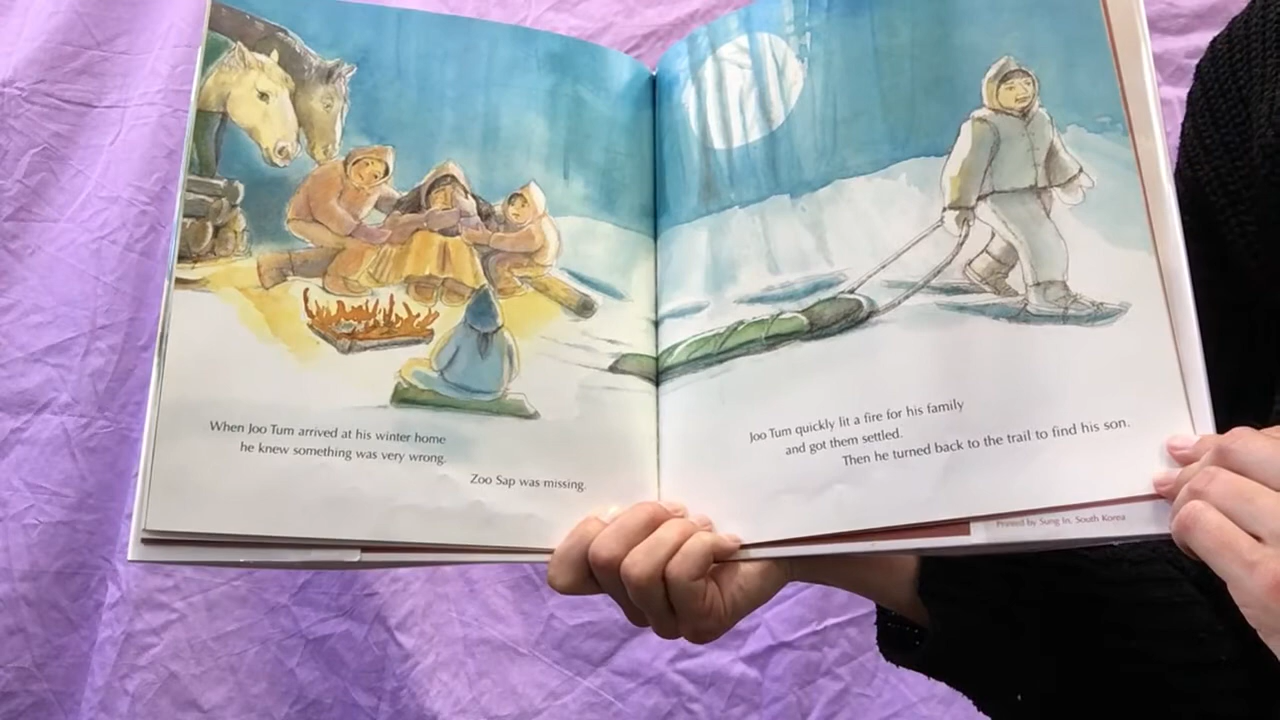 When Joo Tum arrived at his winter home
he knew something was very wrong.
Zoo Sap was missing.
Joo Tum quickly lit a fire for his family
and got them settled.
Then he turned back to the trail to find his son.
Printed by Sung In, South Korea